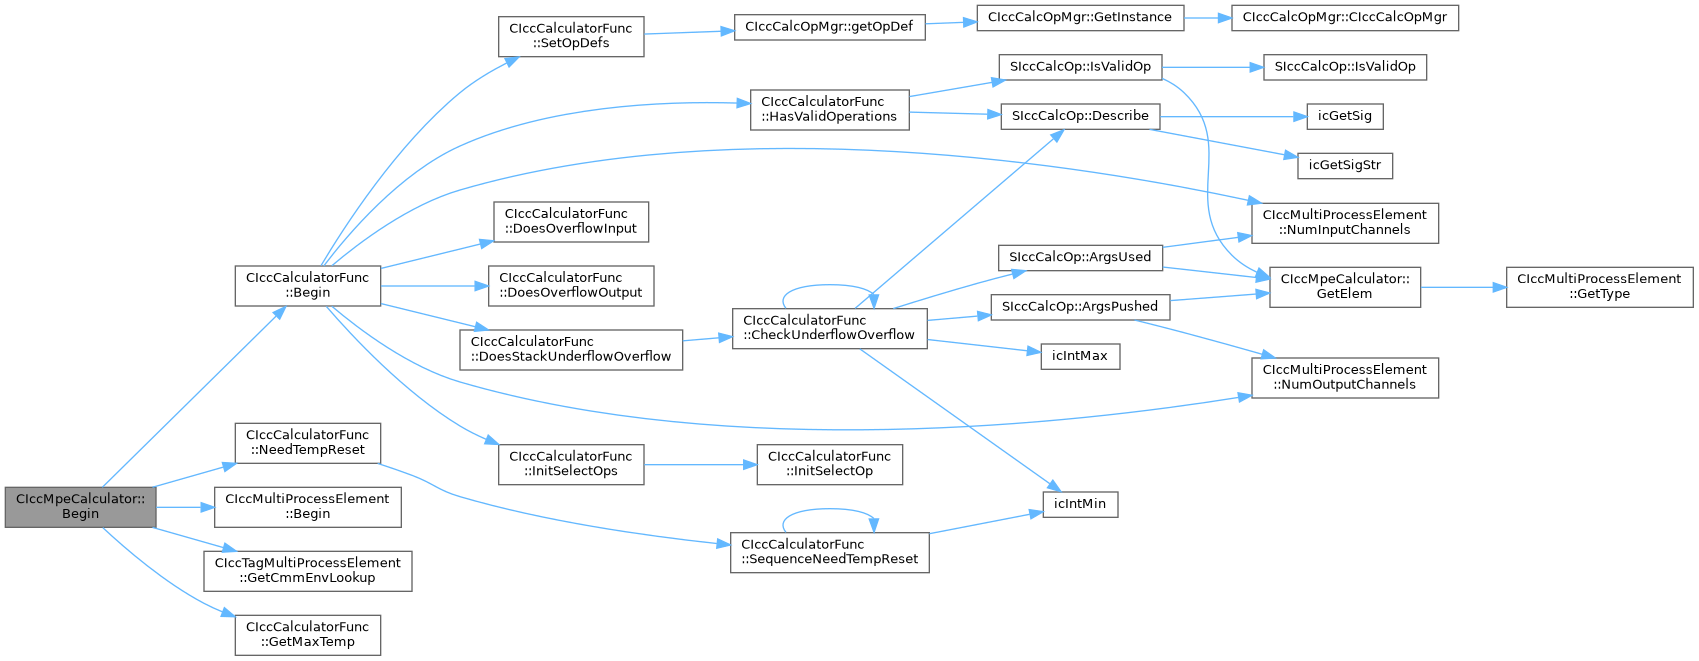 CIccMpeCalculator::
Begin
CIccCalculatorFunc
::Begin
CIccCalculatorFunc
::NeedTempReset
CIccMultiProcessElement
::Begin
CIccTagMultiProcessElement
::GetCmmEnvLookup
CIccCalculatorFunc
::GetMaxTemp
CIccCalculatorFunc
::SetOpDefs
CIccCalculatorFunc
::DoesOverflowInput
CIccCalculatorFunc
::DoesOverflowOutput
CIccCalculatorFunc
::DoesStackUnderflowOverflow
CIccCalculatorFunc
::InitSelectOps
CIccCalcOpMgr::getOpDef
CIccCalculatorFunc
::HasValidOperations
CIccCalculatorFunc
::CheckUnderflowOverflow
CIccCalculatorFunc
::InitSelectOp
CIccCalculatorFunc
::SequenceNeedTempReset
CIccCalcOpMgr::GetInstance
SIccCalcOp::IsValidOp
SIccCalcOp::Describe
SIccCalcOp::ArgsUsed
SIccCalcOp::ArgsPushed
icIntMax
icIntMin
CIccCalcOpMgr::CIccCalcOpMgr
SIccCalcOp::IsValidOp
icGetSig
icGetSigStr
CIccMultiProcessElement
::NumInputChannels
CIccMpeCalculator::
GetElem
CIccMultiProcessElement
::NumOutputChannels
CIccMultiProcessElement
::GetType